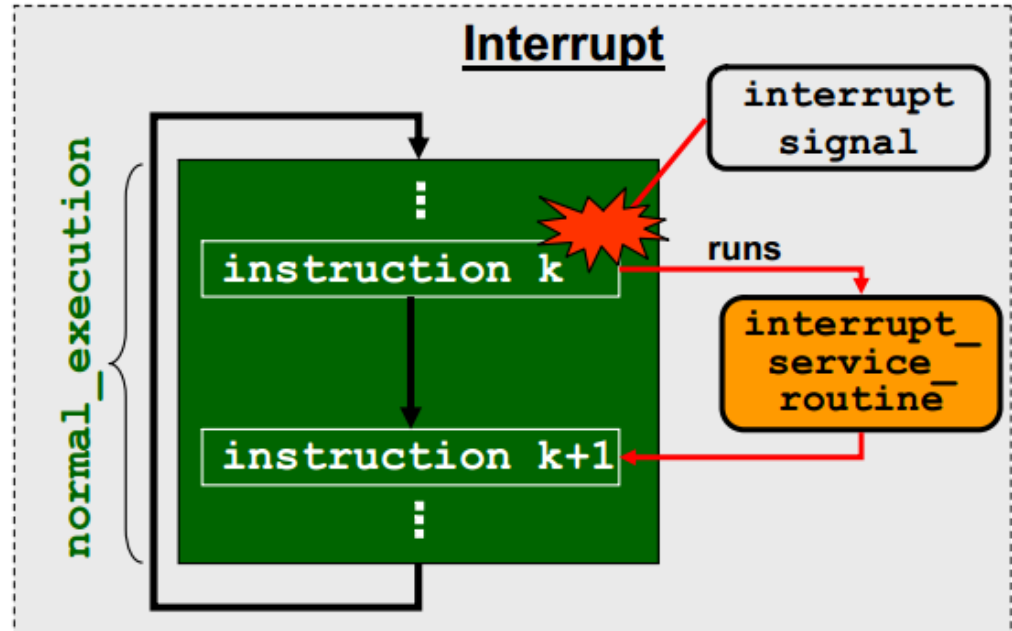 Interrupt
interrupt
signal
normal_execution
instruction k
runs
interrupt_
service_
routine
instruction k+1